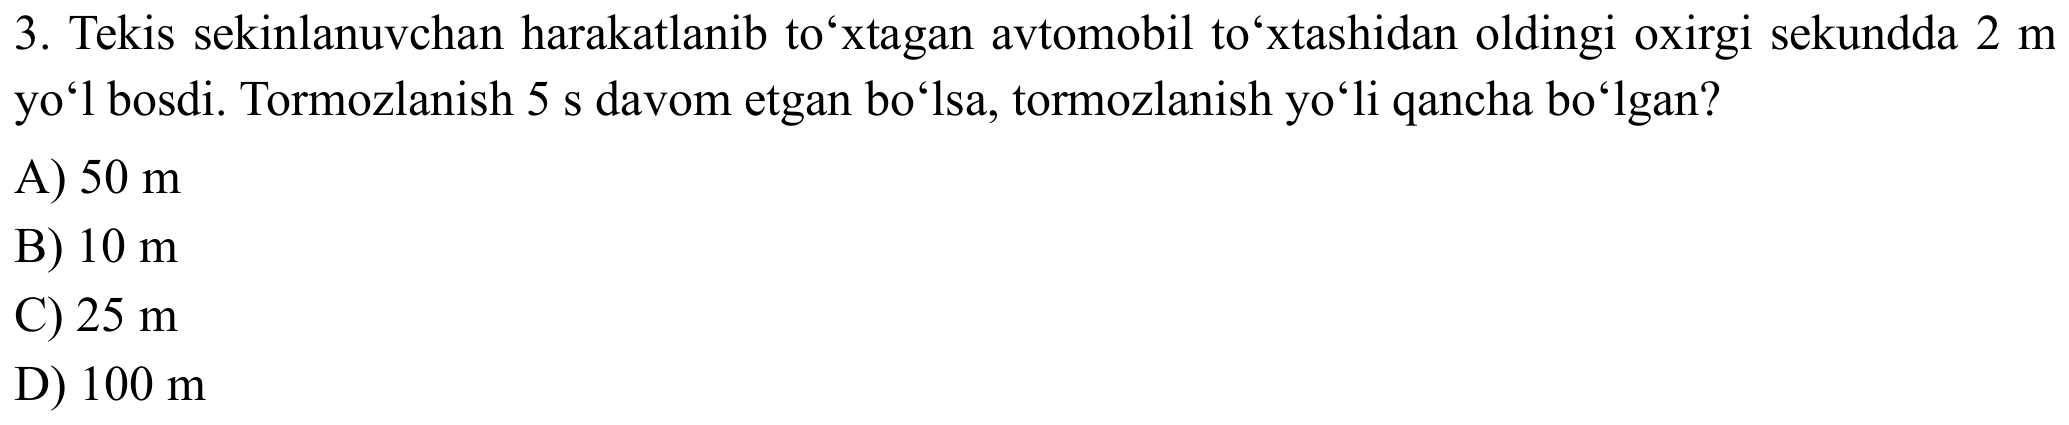 3. Tekis sekinlanuvchan harakatlanib to‘xtagan avtomobil to‘xtashidan oldingi oxirgi sekundda 2 m
yo‘l bosdi. Tormozlanish 5 s davom etgan bo‘lsa, tormozlanish yo‘li qancha bo‘lgan?
A) 50 m
B) 10 m
C) 25 m
D) 100 m